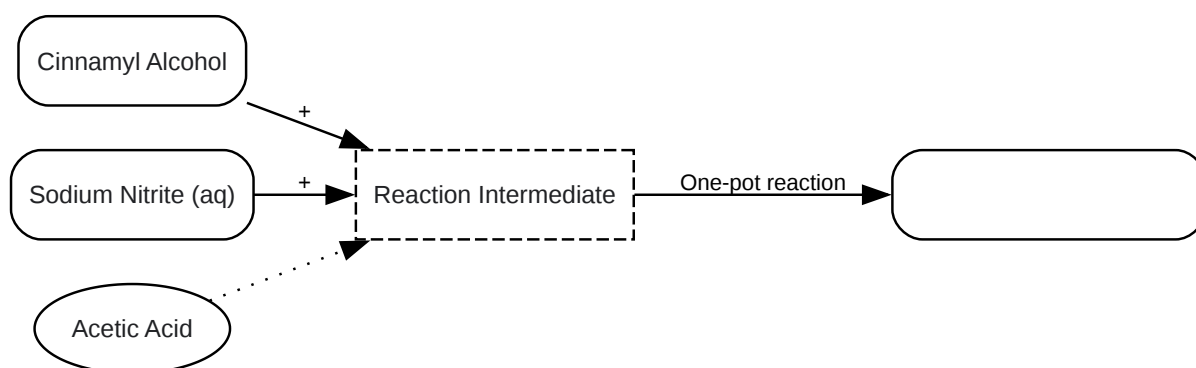 Cinnamyl Alcohol
+
Sodium Nitrite (aq)
+
Reaction Intermediate
One-pot reaction
Acetic Acid